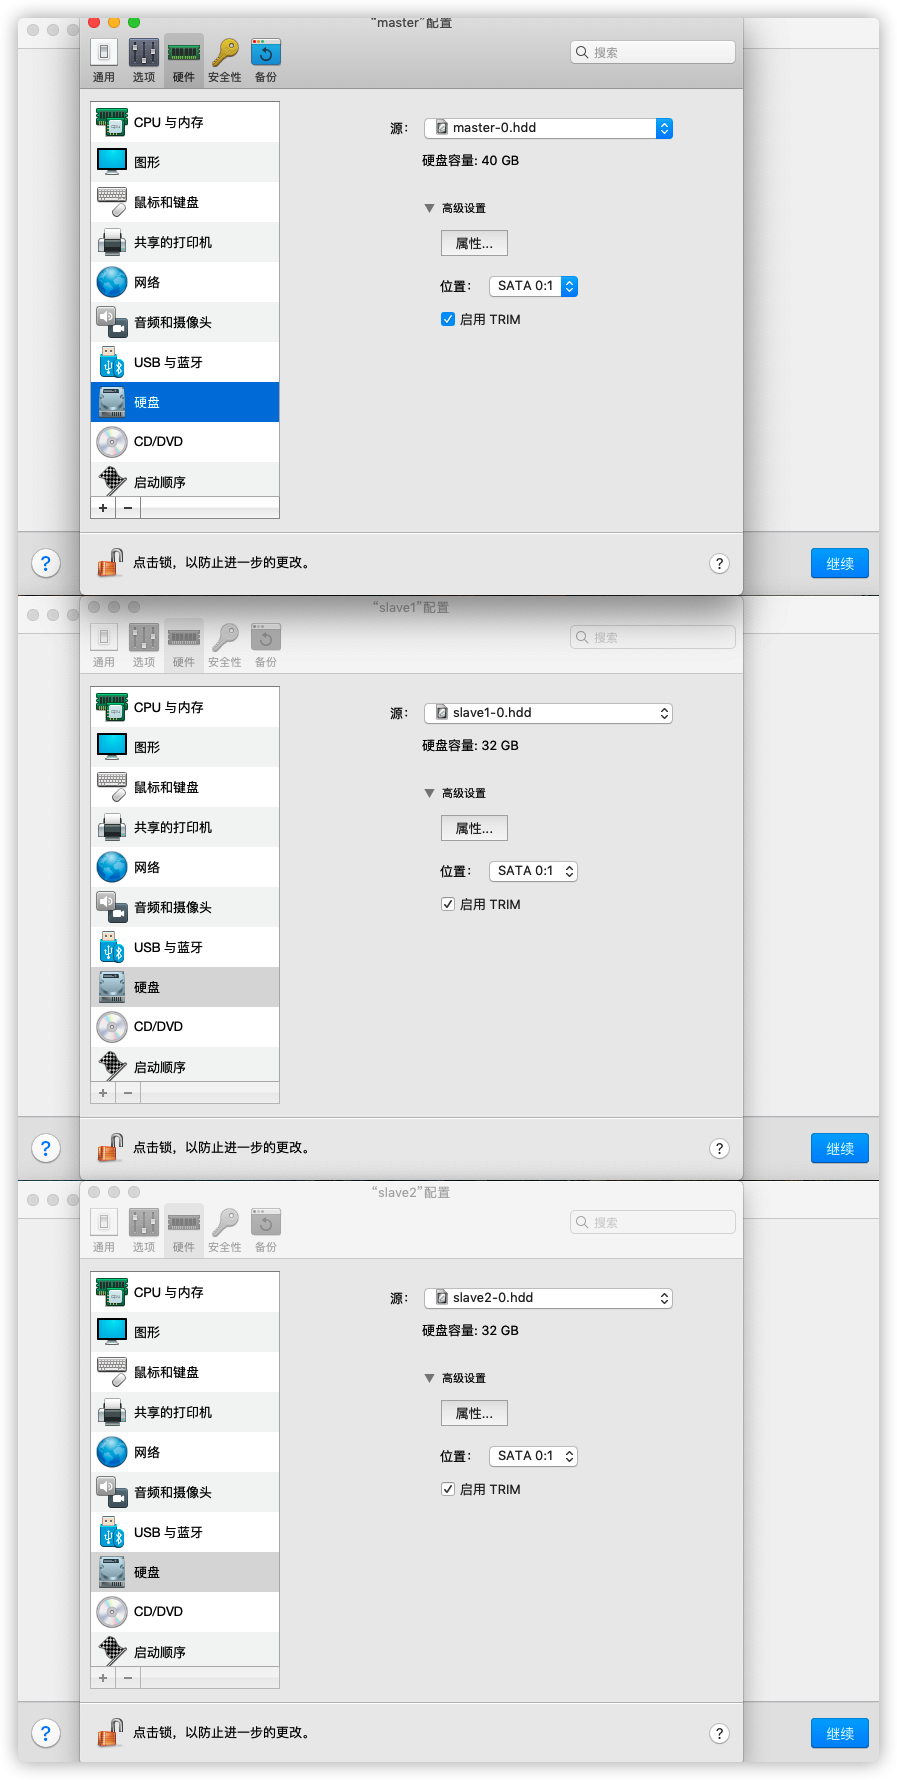 “master”配置
通用 选项 硬件 安全性 备份
搜索
CPU 与内存
图形
鼠标和键盘
共享的打印机
网络
音频和摄像头
USB 与蓝牙
硬盘
CD/DVD
启动顺序
+ −
源： master-0.hdd
硬盘容量: 40 GB
高级设置
属性...
位置： SATA 0:1
启用 TRIM
? 点击锁，以防止进一步的更改。 ? 继续
“slave1”配置
通用 选项 硬件 安全性 备份
搜索
CPU 与内存
图形
鼠标和键盘
共享的打印机
网络
音频和摄像头
USB 与蓝牙
硬盘
CD/DVD
启动顺序
+ −
源： slave1-0.hdd
硬盘容量: 32 GB
高级设置
属性...
位置： SATA 0:1
启用 TRIM
? 点击锁，以防止进一步的更改。 ? 继续
“slave2”配置
通用 选项 硬件 安全性 备份
搜索
CPU 与内存
图形
鼠标和键盘
共享的打印机
网络
音频和摄像头
USB 与蓝牙
硬盘
CD/DVD
启动顺序
+ −
源： slave2-0.hdd
硬盘容量: 32 GB
高级设置
属性...
位置： SATA 0:1
启用 TRIM
? 点击锁，以防止进一步的更改。 ? 继续